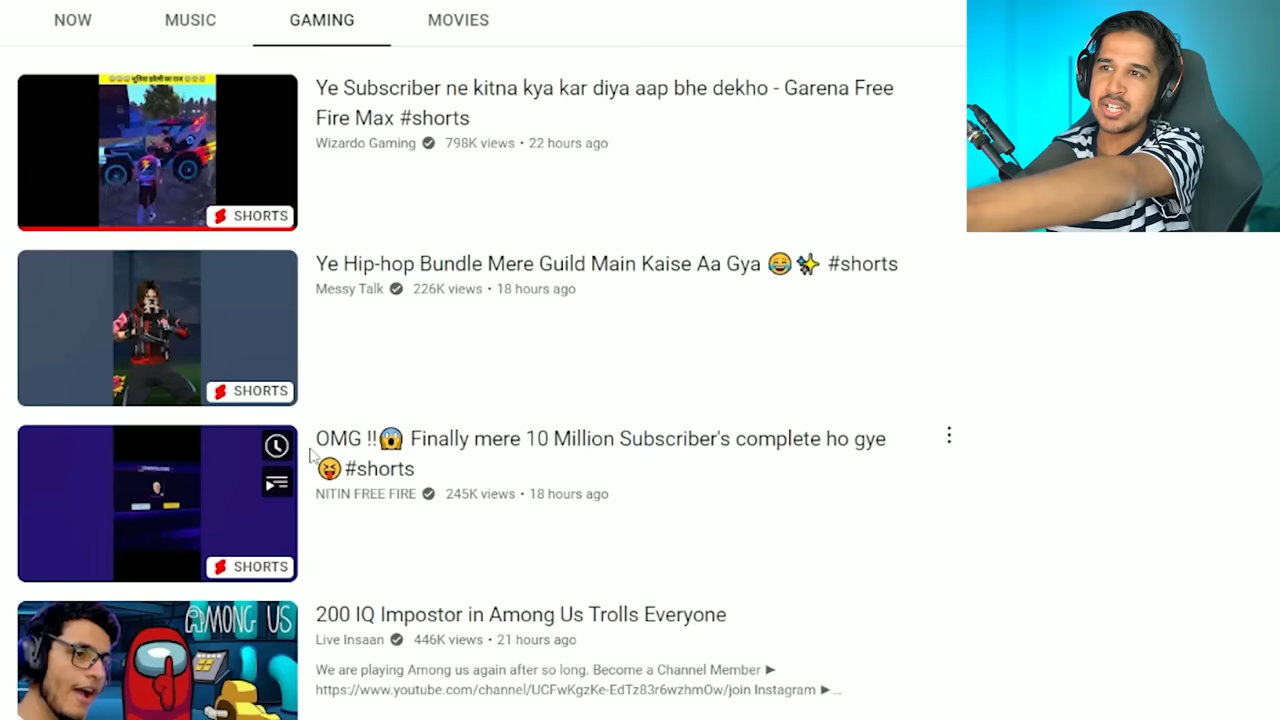 NOW
MUSIC
GAMING
MOVIES
SHORTS
Ye Subscriber ne kitna kya kar diya aap bhe dekho - Garena Free
Fire Max #shorts
Wizardo Gaming 798K views • 22 hours ago
SHORTS
Ye Hip-hop Bundle Mere Guild Main Kaise Aa Gya 😂✨ #shorts
Messy Talk 226K views • 18 hours ago
SHORTS
OMG !!😱 Finally mere 10 Million Subscriber's complete ho gye
😝#shorts
NITIN FREE FIRE 245K views • 18 hours ago
AMONG US
200 IQ Impostor in Among Us Trolls Everyone
Live Insaan 446K views • 21 hours ago
We are playing Among us again after so long. Become a Channel Member ►
https://www.youtube.com/channel/UCFwKgzKe-EdTz83r6wzhmOw/join Instagram ►...